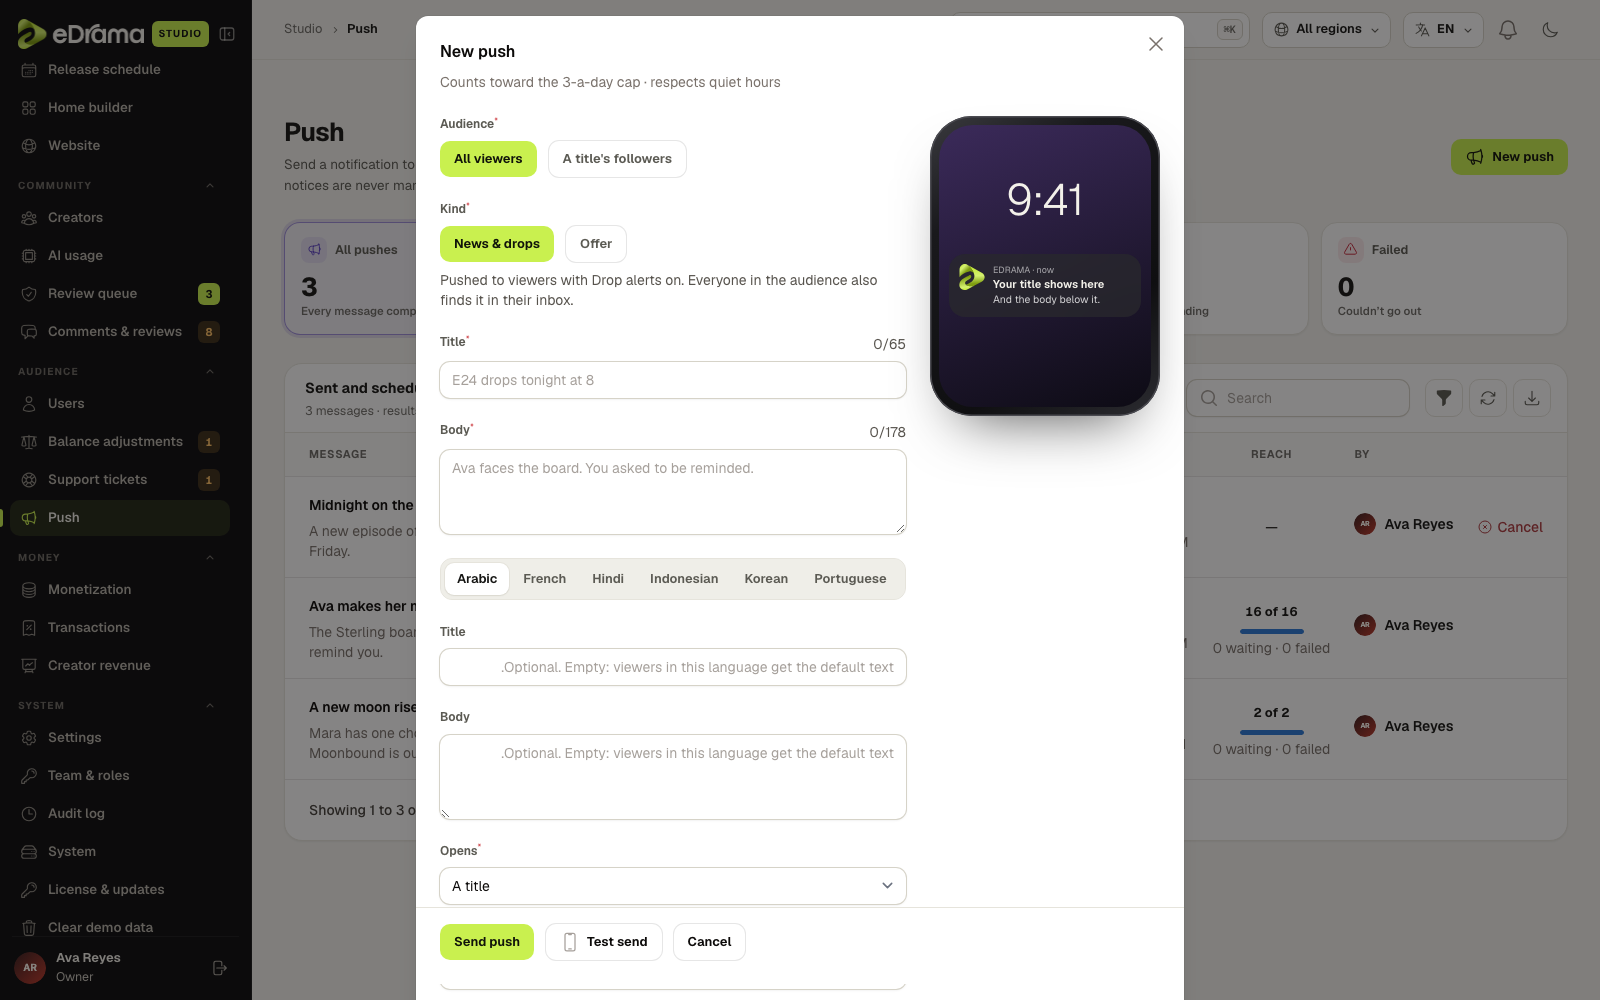 eDrama STUDIO
Release schedule
Home builder
Website
COMMUNITY
Creators
AI usage
Review queue 3
Comments & reviews 8
AUDIENCE
Users
Balance adjustments 1
Support tickets 1
Push
MONEY
Monetization
Transactions
Creator revenue
SYSTEM
Settings
Team & roles
Audit log
System
License & updates
Clear demo data
AR Ava Reyes
Owner
Studio › Push
⌘K
All regions
EN
Push
Send a notification to
notices are never mar
New push
All pushes
3
Every message comp
nding
Failed
0
Couldn't go out
Sent and schedu
3 messages · results
Search
MESSAGE
REACH
BY
Midnight on the
A new episode of
Friday.
—
AR Ava Reyes
Cancel
Ava makes her m
The Sterling boar
remind you.
16 of 16
0 waiting · 0 failed
AR Ava Reyes
A new moon rise
Mara has one cho
Moonbound is ou
2 of 2
0 waiting · 0 failed
AR Ava Reyes
Showing 1 to 3 o
New push
Counts toward the 3-a-day cap · respects quiet hours
Audience*
All viewers
A title's followers
Kind*
News & drops
Offer
Pushed to viewers with Drop alerts on. Everyone in the audience also
finds it in their inbox.
Title*
0/65
E24 drops tonight at 8
Body*
0/178
Ava faces the board. You asked to be reminded.
Arabic French Hindi Indonesian Korean Portuguese
Title
.Optional. Empty: viewers in this language get the default text
Body
.Optional. Empty: viewers in this language get the default text
Opens*
A title
Send push
Test send
Cancel
9:41
EDRAMA · now
Your title shows here
And the body below it.